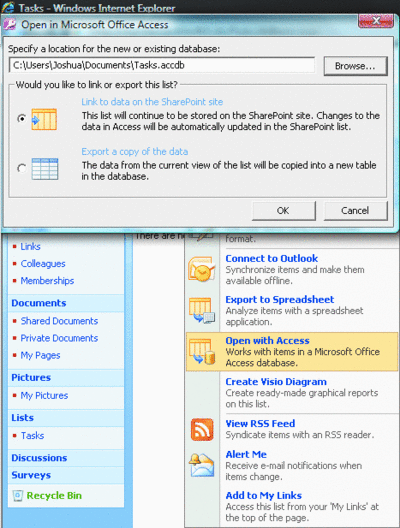 Tasks - Windows Internet Explorer
Open in Microsoft Office Access
Specify a location for the new or existing database:
C:\Users\Joshua\Documents\Tasks.accdb
Browse...
Would you like to link or export this list?
Link to data on the SharePoint site
This list will continue to be stored on the SharePoint site. Changes to the
data in Access will be automatically updated in the SharePoint list.
Export a copy of the data
The data from the current view of the list will be copied into a new table
in the database.
OK
Cancel
Links
Colleagues
Memberships
Documents
Shared Documents
Private Documents
My Pages
Pictures
My Pictures
Lists
Tasks
Discussions
Surveys
Recycle Bin
There are
format.
Connect to Outlook
Synchronize items and make them
available offline.
Export to Spreadsheet
Analyze items with a spreadsheet
application.
Open with Access
Works with items in a Microsoft Office
Access database.
Create Visio Diagram
Create ready-made graphical reports
on this list.
View RSS Feed
Syndicate items with an RSS reader.
Alert Me
Receive e-mail notifications when
items change.
Add to My Links
Access this list from your 'My Links' at
the top of the page.